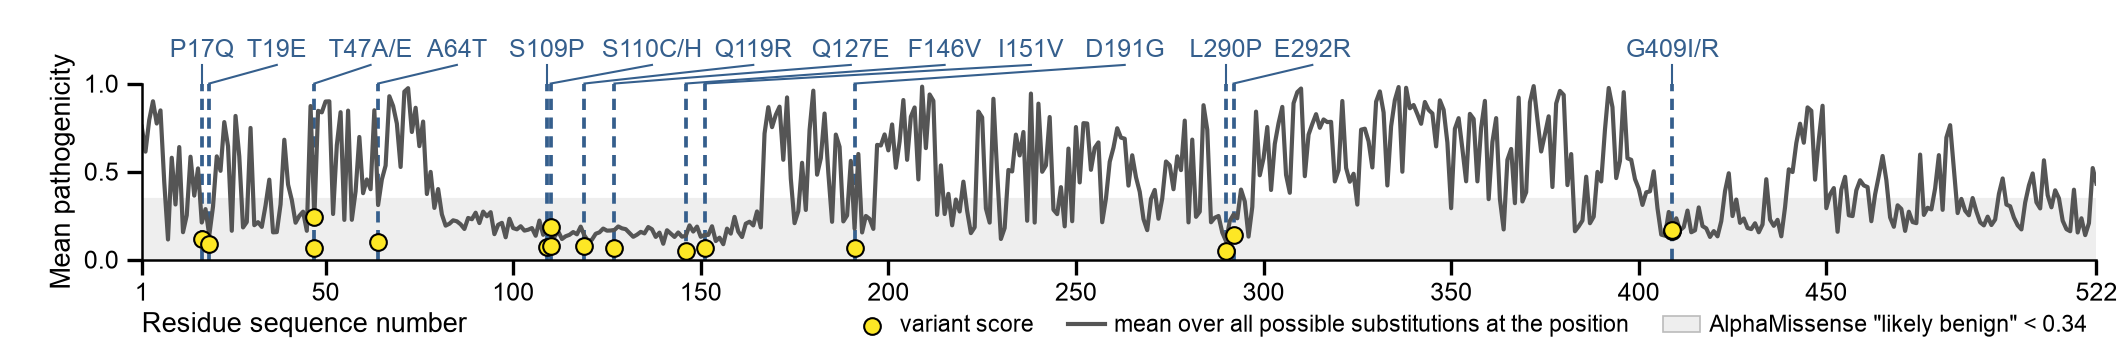 P17Q T19E T47A/E A64T S109P S110C/H Q119R Q127E F146V I151V D191G L290P E292R G409I/R
Mean pathogenicity
1.0
0.5
0.0
1 50 100 150 200 250 300 350 400 450 522
Residue sequence number
variant score
mean over all possible substitutions at the position
AlphaMissense "likely benign" < 0.34